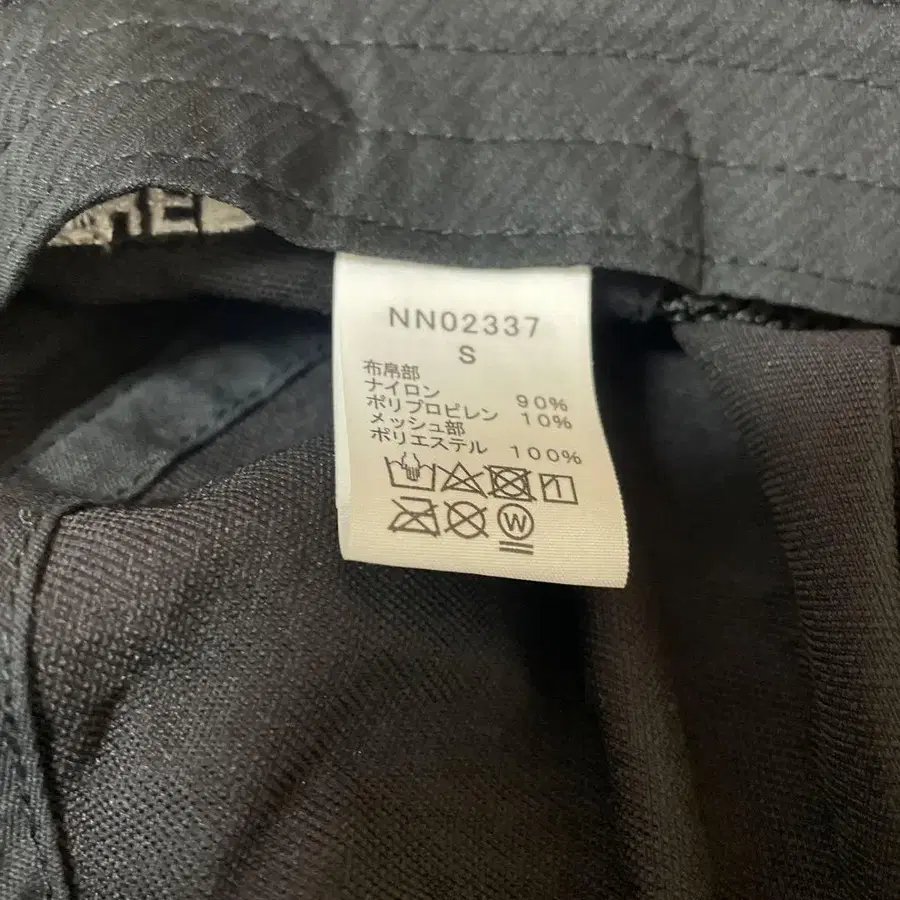 NN02337
S
布帛部
ナイロン 90%
ポリプロピレン 10%
メッシュ部
ポリエステル 100%
W